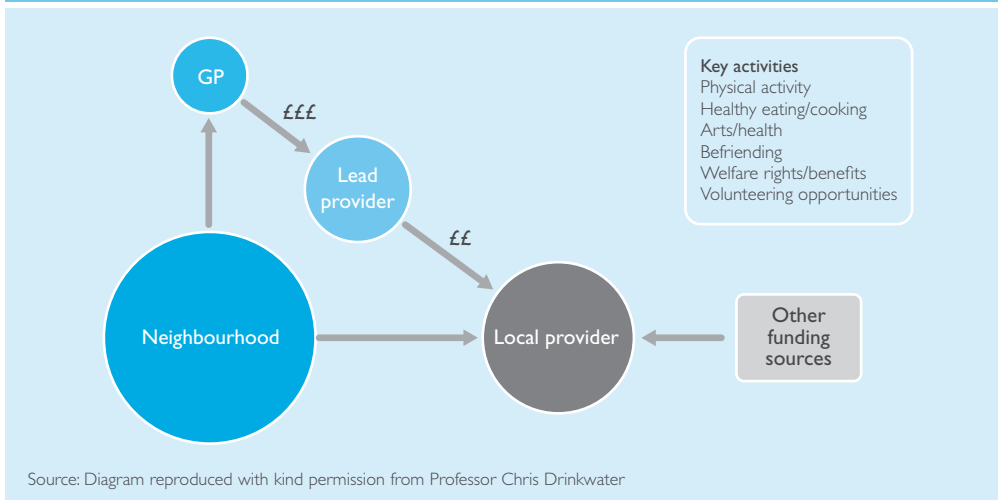 GP
£££
Lead
provider
££
Neighbourhood
Local provider
Other
funding
sources
Key activities
Physical activity
Healthy eating/cooking
Arts/health
Befriending
Welfare rights/benefits
Volunteering opportunities
Source: Diagram reproduced with kind permission from Professor Chris Drinkwater